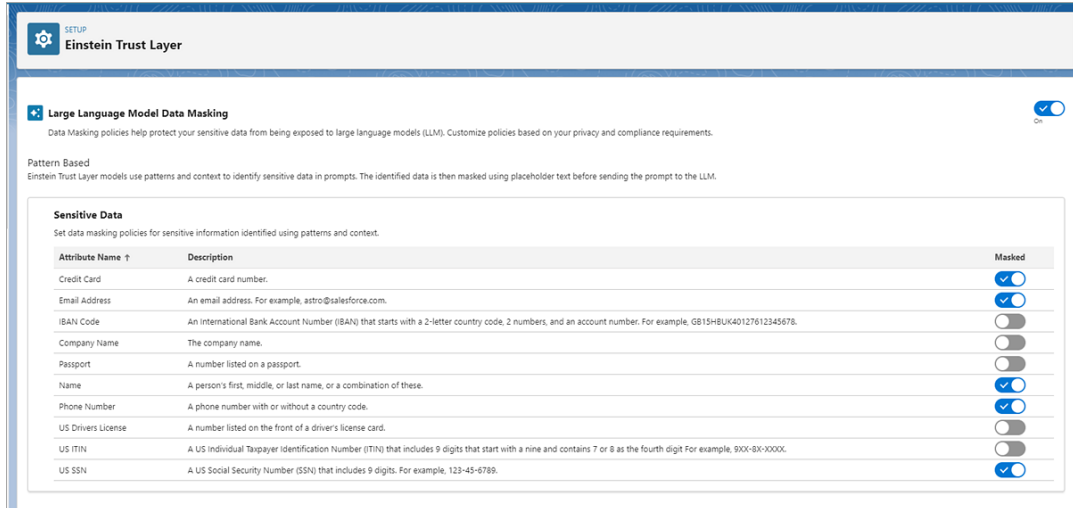 SETUP
Einstein Trust Layer
Large Language Model Data Masking
On
Data Masking policies help protect your sensitive data from being exposed to large language models (LLM). Customize policies based on your privacy and compliance requirements.
Pattern Based
Einstein Trust Layer models use patterns and context to identify sensitive data in prompts. The identified data is then masked using placeholder text before sending the prompt to the LLM.
Sensitive Data
Set data masking policies for sensitive information identified using patterns and context.
Attribute Name ↑ Description Masked
Credit Card A credit card number.
Email Address An email address. For example, astro@salesforce.com.
IBAN Code An International Bank Account Number (IBAN) that starts with a 2-letter country code, 2 numbers, and an account number. For example, GB15HBUK40127612345678.
Company Name The company name.
Passport A number listed on a passport.
Name A person's first, middle, or last name, or a combination of these.
Phone Number A phone number with or without a country code.
US Drivers License A number listed on the front of a driver's license card.
US ITIN A US Individual Taxpayer Identification Number (ITIN) that includes 9 digits that start with a nine and contains 7 or 8 as the fourth digit For example, 9XX-8X-XXXX.
US SSN A US Social Security Number (SSN) that includes 9 digits. For example, 123-45-6789.